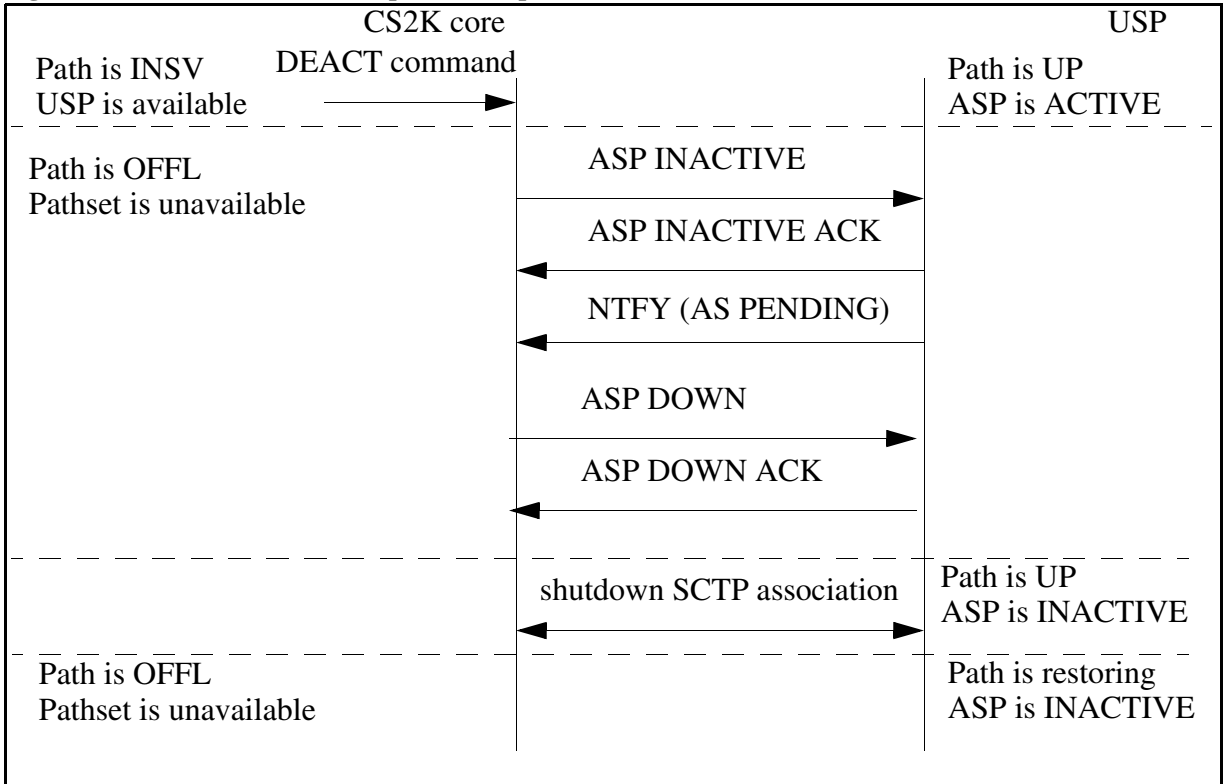 CS2K core
USP
DEACT command
Path is INSV
USP is available
Path is UP
ASP is ACTIVE
Path is OFFL
Pathset is unavailable
ASP INACTIVE
ASP INACTIVE ACK
NTFY (AS PENDING)
ASP DOWN
ASP DOWN ACK
shutdown SCTP association
Path is UP
ASP is INACTIVE
Path is OFFL
Pathset is unavailable
Path is restoring
ASP is INACTIVE